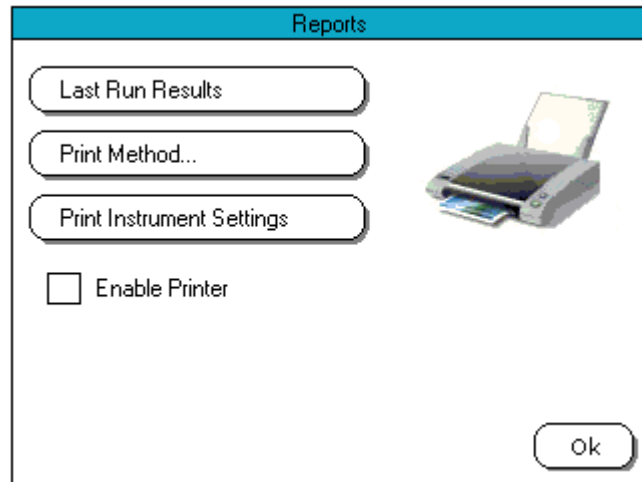 Reports
Last Run Results
Print Method...
Print Instrument Settings
Enable Printer
Ok